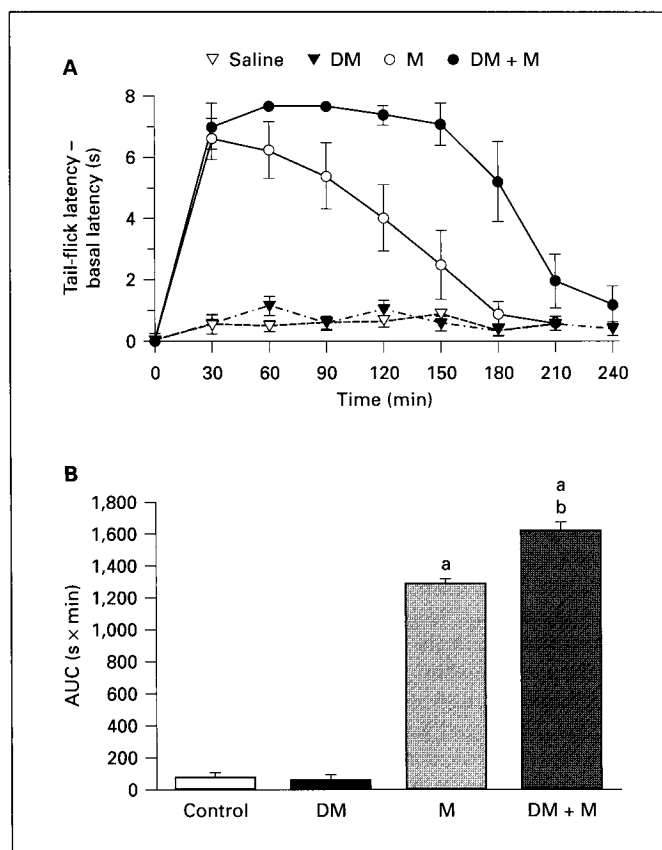 A
▽ Saline ▼ DM ○ M ● DM + M
Tail-flick latency –
basal latency (s)
8
6
4
2
0
0 30 60 90 120 150 180 210 240
Time (min)
B
AUC (s × min)
1,800
1,600
1,400
1,200
1,000
800
600
400
200
0
a
a
b
Control DM M DM + M